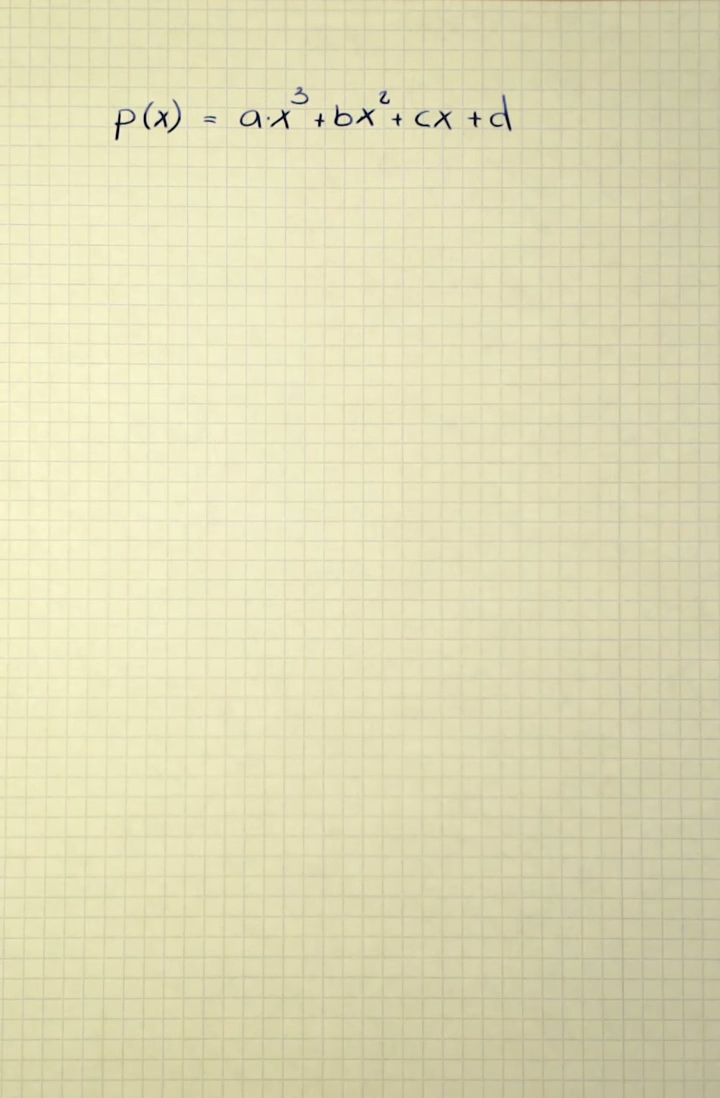 p(x) = a·x³ + bx² + cx + d